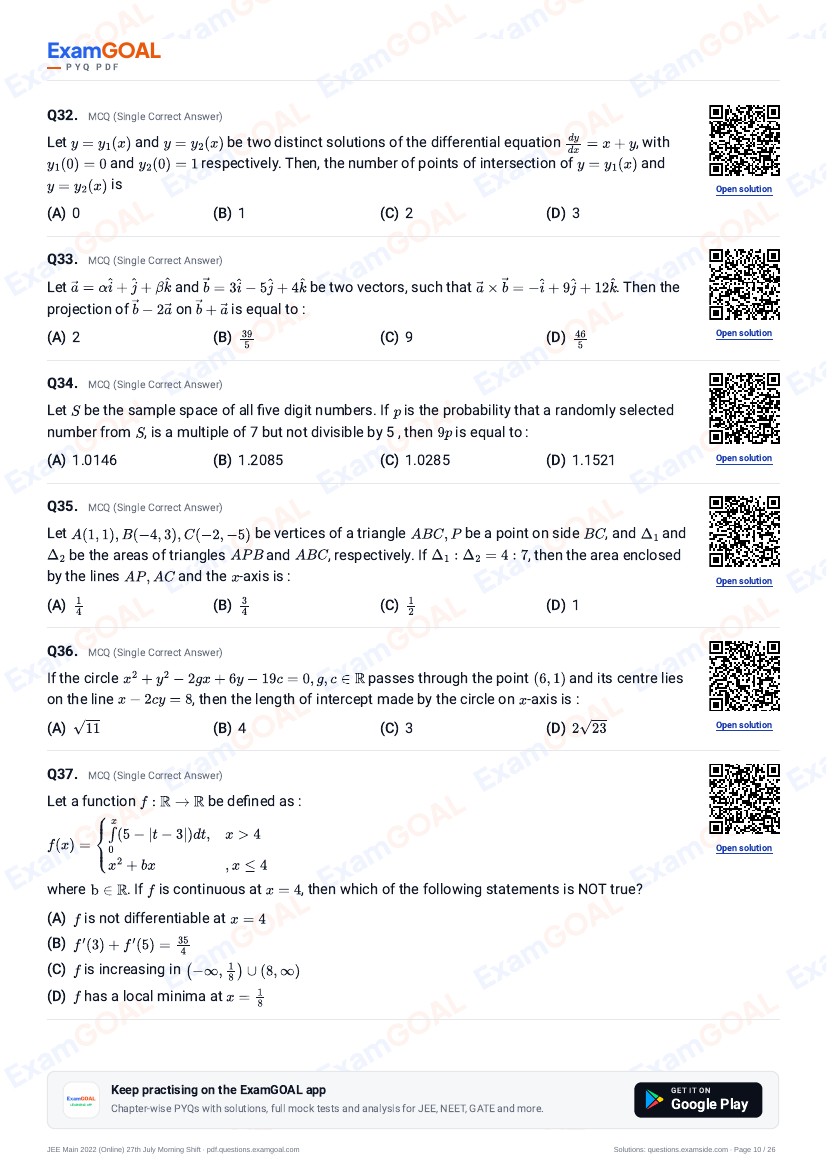 ExamGOAL
PYQ PDF
Q32. MCQ (Single Correct Answer)
Let y = y₁(x) and y = y₂(x) be two distinct solutions of the differential equation dy/dx = x + y, with
y₁(0) = 0 and y₂(0) = 1 respectively. Then, the number of points of intersection of y = y₁(x) and
y = y₂(x) is
(A) 0 (B) 1 (C) 2 (D) 3
Open solution
Q33. MCQ (Single Correct Answer)
Let a⃗ = αî + ĵ + βk̂ and b⃗ = 3î − 5ĵ + 4k̂ be two vectors, such that a⃗ × b⃗ = −î + 9ĵ + 12k̂. Then the
projection of b⃗ − 2a⃗ on b⃗ + a⃗ is equal to :
(A) 2 (B) 39/5 (C) 9 (D) 46/5
Open solution
Q34. MCQ (Single Correct Answer)
Let S be the sample space of all five digit numbers. If p is the probability that a randomly selected
number from S, is a multiple of 7 but not divisible by 5 , then 9p is equal to :
(A) 1.0146 (B) 1.2085 (C) 1.0285 (D) 1.1521
Open solution
Q35. MCQ (Single Correct Answer)
Let A(1, 1), B(−4, 3), C(−2, −5) be vertices of a triangle ABC, P be a point on side BC, and Δ₁ and
Δ₂ be the areas of triangles APB and ABC, respectively. If Δ₁ : Δ₂ = 4 : 7, then the area enclosed
by the lines AP, AC and the x-axis is :
(A) 1/4 (B) 3/4 (C) 1/2 (D) 1
Open solution
Q36. MCQ (Single Correct Answer)
If the circle x² + y² − 2gx + 6y − 19c = 0, g, c ∈ ℝ passes through the point (6, 1) and its centre lies
on the line x − 2cy = 8, then the length of intercept made by the circle on x-axis is :
(A) √11 (B) 4 (C) 3 (D) 2√23
Open solution
Q37. MCQ (Single Correct Answer)
Let a function f : ℝ → ℝ be defined as :
f(x) = { ∫₀ˣ (5 − |t − 3|)dt, x > 4
x² + bx , x ≤ 4
where b ∈ ℝ. If f is continuous at x = 4, then which of the following statements is NOT true?
(A) f is not differentiable at x = 4
(B) f′(3) + f′(5) = 35/4
(C) f is increasing in (−∞, 1/8) ∪ (8, ∞)
(D) f has a local minima at x = 1/8
Open solution
Keep practising on the ExamGOAL app
Chapter-wise PYQs with solutions, full mock tests and analysis for JEE, NEET, GATE and more.
GET IT ON
Google Play
JEE Main 2022 (Online) 27th July Morning Shift · pdf.questions.examgoal.com
Solutions: questions.examside.com · Page 10 / 26